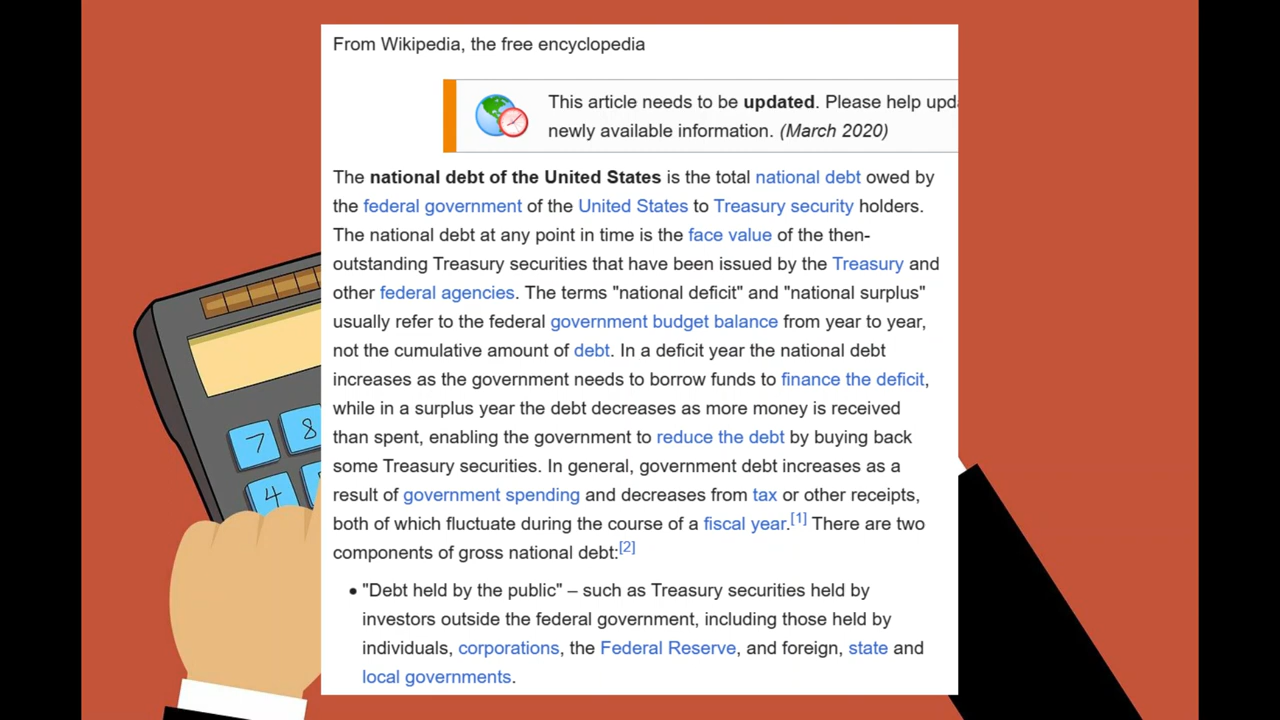 From Wikipedia, the free encyclopedia
This article needs to be updated. Please help
newly available information. (March 2020)
The national debt of the United States is the total national debt owed by
the federal government of the United States to Treasury security holders.
The national debt at any point in time is the face value of the then-
outstanding Treasury securities that have been issued by the Treasury and
other federal agencies. The terms "national deficit" and "national surplus"
usually refer to the federal government budget balance from year to year,
not the cumulative amount of debt. In a deficit year the national debt
increases as the government needs to borrow funds to finance the deficit,
while in a surplus year the debt decreases as more money is received
than spent, enabling the government to reduce the debt by buying back
some Treasury securities. In general, government debt increases as a
result of government spending and decreases from tax or other receipts,
both of which fluctuate during the course of a fiscal year.[1] There are two
components of gross national debt:[2]
• "Debt held by the public" – such as Treasury securities held by
investors outside the federal government, including those held by
individuals, corporations, the Federal Reserve, and foreign, state and
local governments.
7 8
4